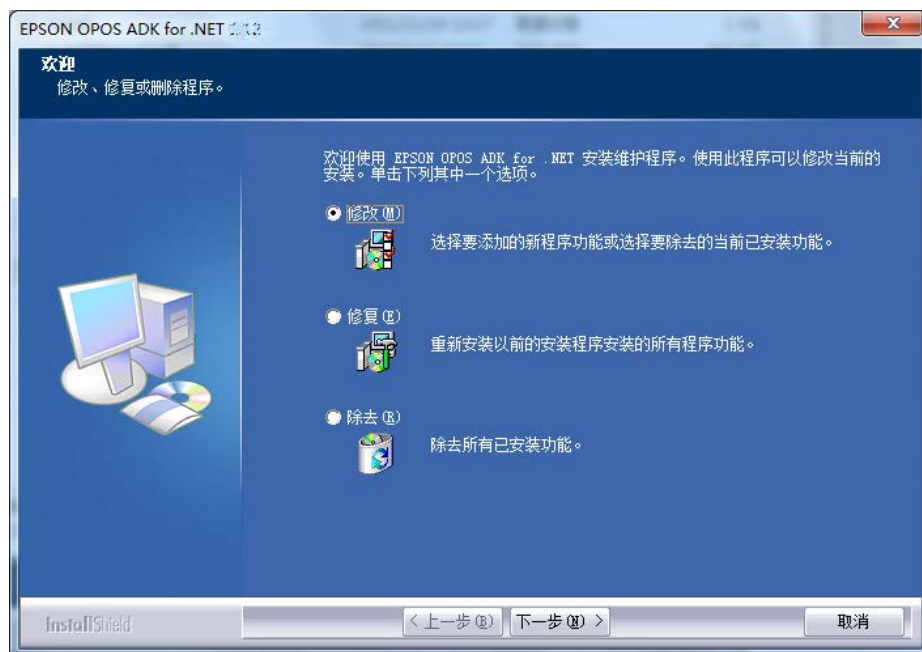 EPSON OPOS ADK for .NET
欢迎
修改、修复或删除程序。
欢迎使用 EPSON OPOS ADK for .NET 安装维护程序。使用此程序可以修改当前的
安装。单击下列其中一个选项。
修改(M)
选择要添加的新程序功能或选择要除去的当前已安装功能。
修复(E)
重新安装以前的安装程序安装的所有程序功能。
除去(R)
除去所有已安装功能。
InstallShield
< 上一步(B)
下一步(N) >
取消